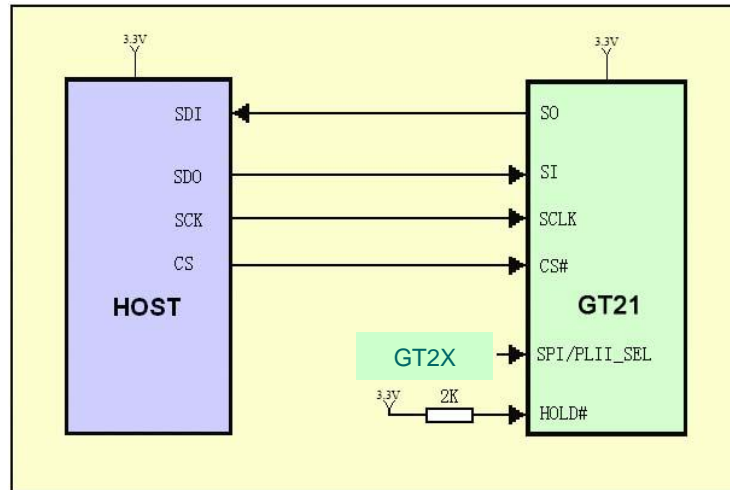 3.3V
3.3V
SDI
SO
SDO
SI
SCK
SCLK
CS
CS#
HOST
GT21
GT2X
SPI/PLII_SEL
3.3V
2K
HOLD#